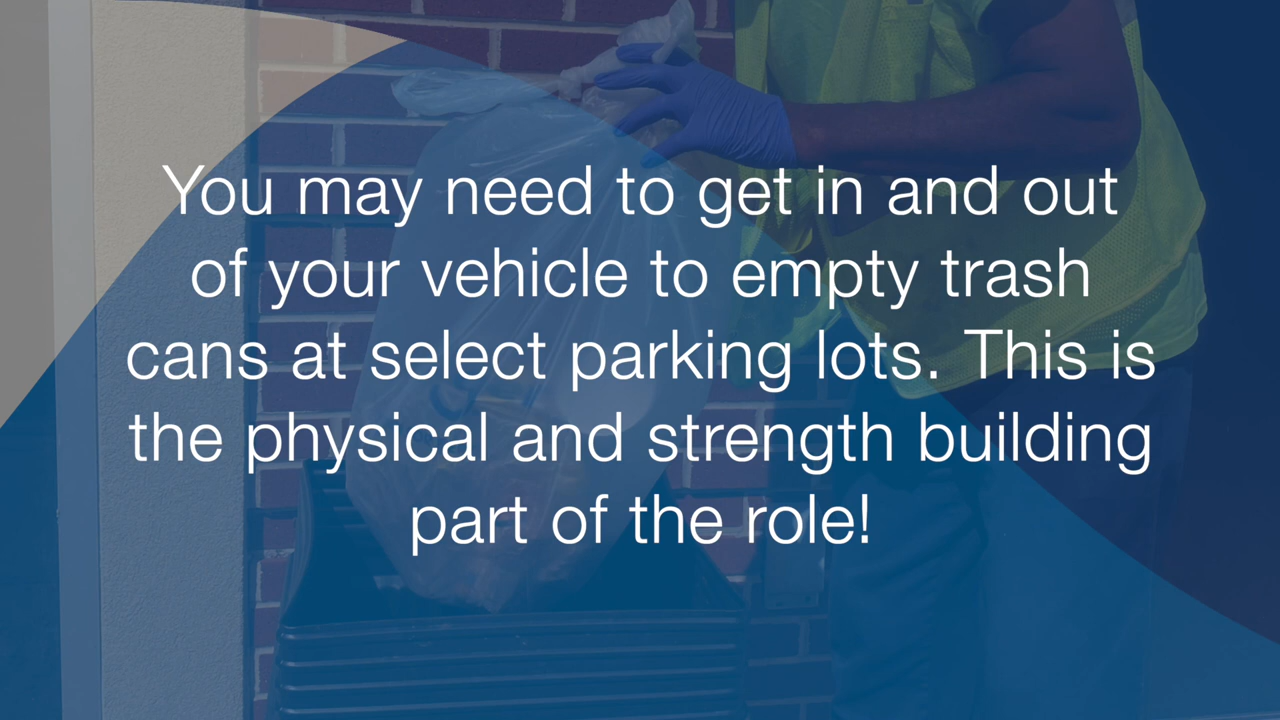 You may need to get in and out
of your vehicle to empty trash
cans at select parking lots. This is
the physical and strength building
part of the role!